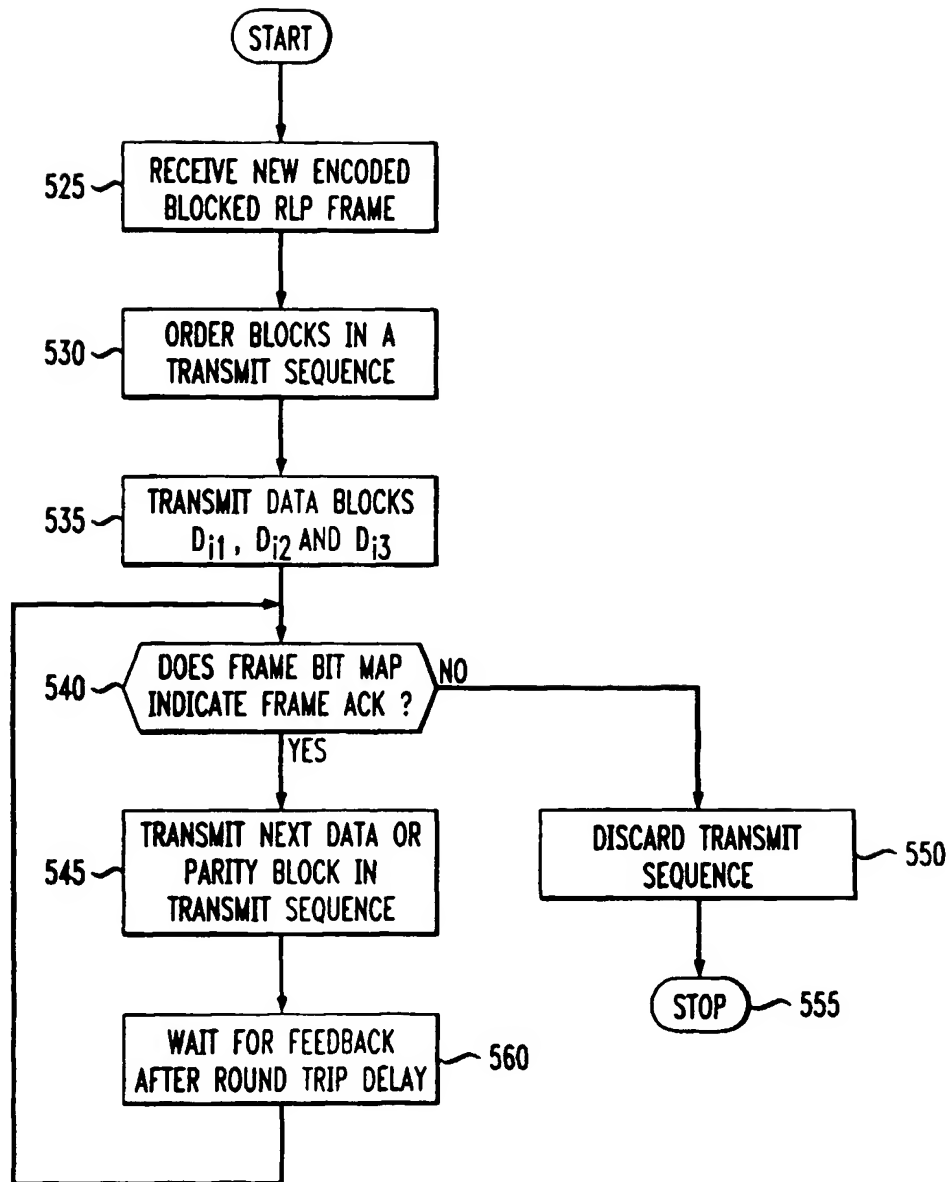 START
525
RECEIVE NEW ENCODED
BLOCKED RLP FRAME
530
ORDER BLOCKS IN A
TRANSMIT SEQUENCE
535
TRANSMIT DATA BLOCKS
Di1, Di2 AND Di3
540
DOES FRAME BIT MAP
INDICATE FRAME ACK ?
NO
YES
545
TRANSMIT NEXT DATA OR
PARITY BLOCK IN
TRANSMIT SEQUENCE
DISCARD TRANSMIT
SEQUENCE
550
STOP
555
WAIT FOR FEEDBACK
AFTER ROUND TRIP DELAY
560